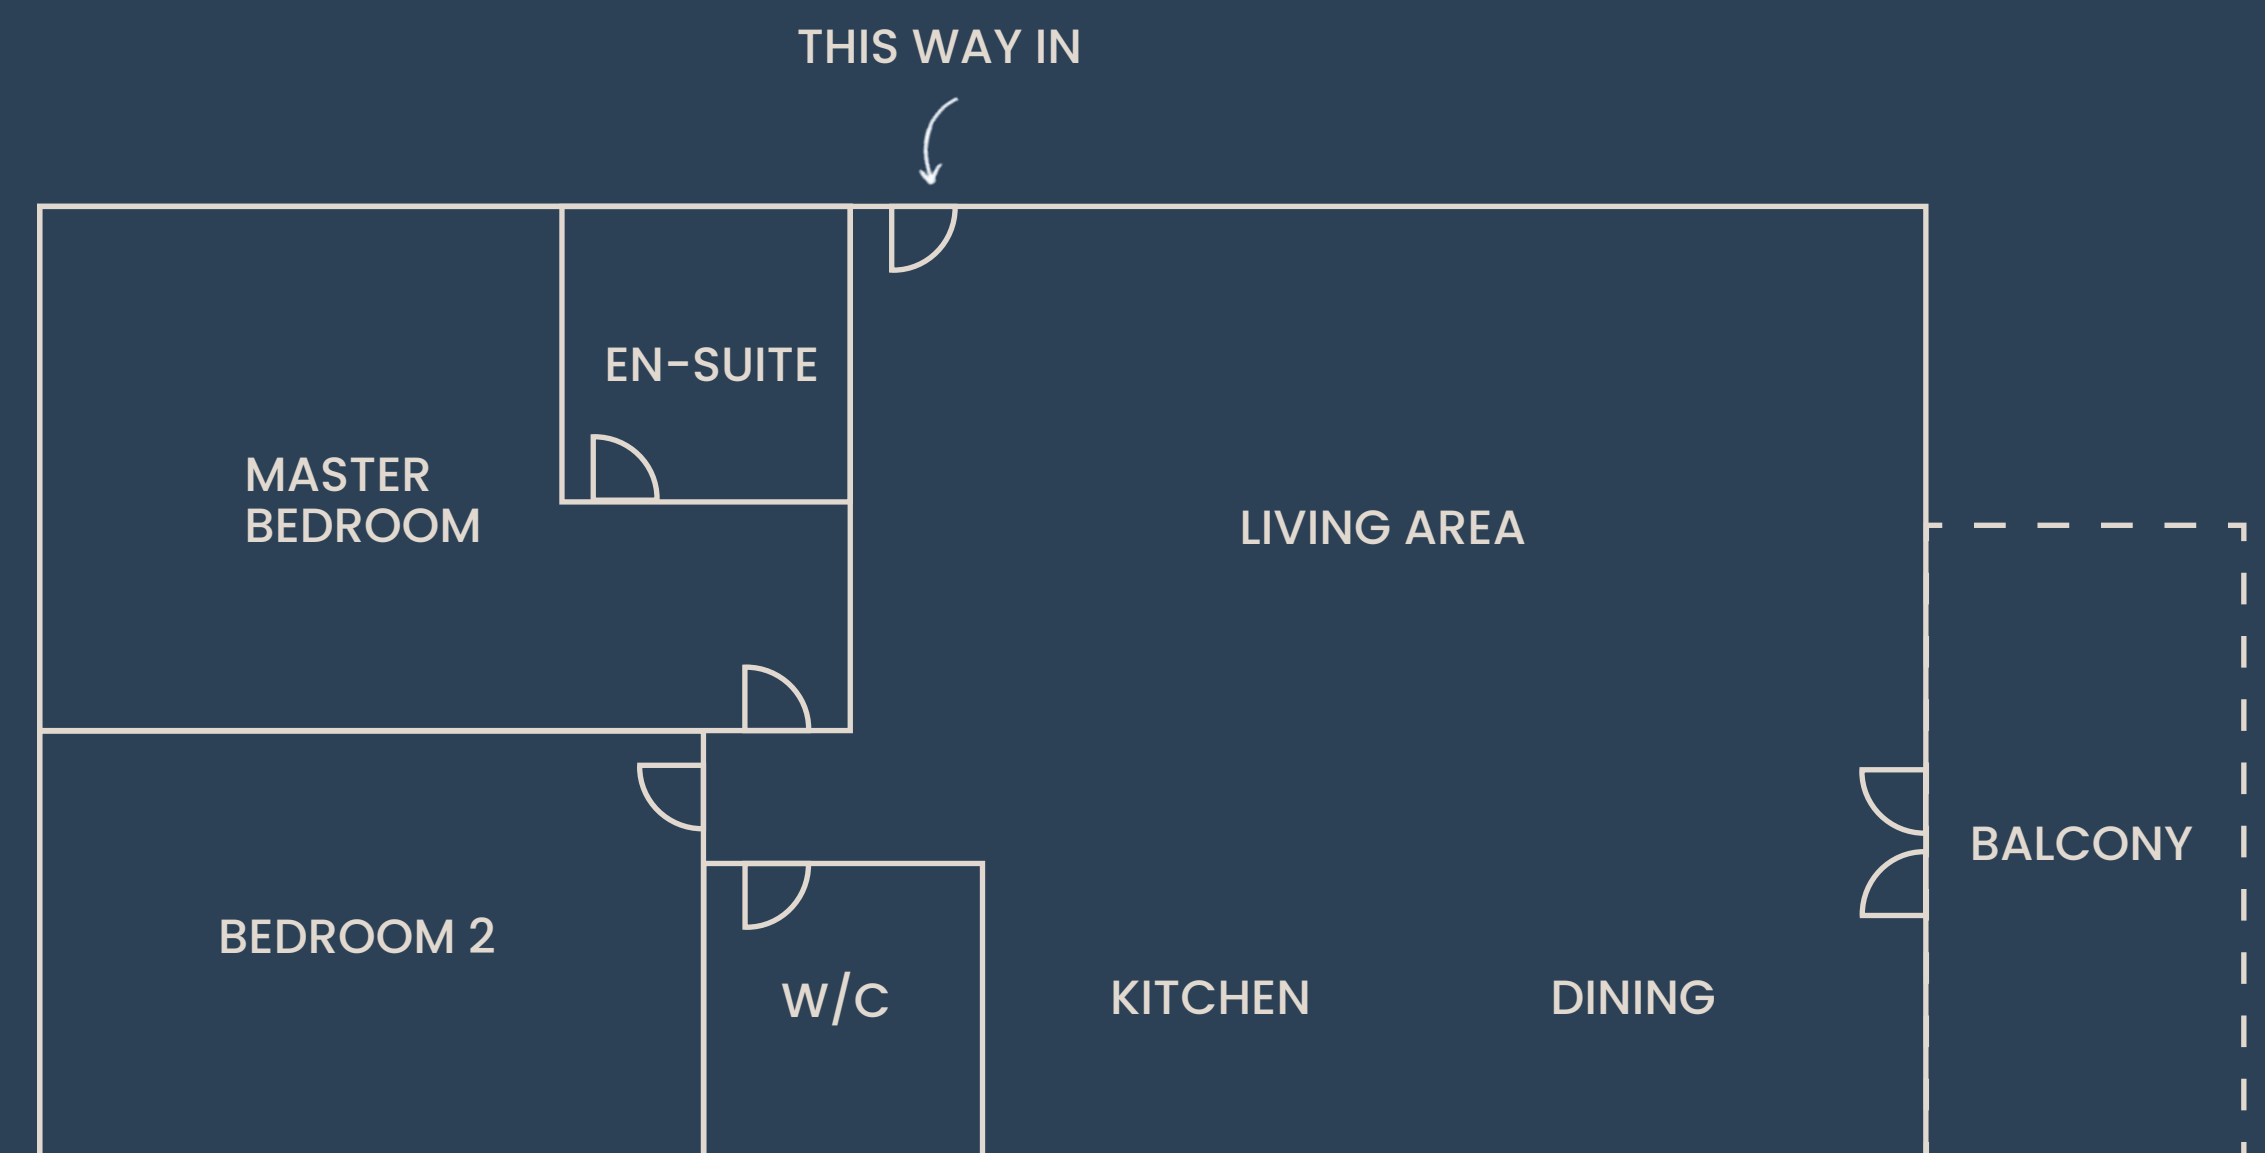 THIS WAY IN
EN-SUITE
MASTER
BEDROOM
LIVING AREA
BALCONY
BEDROOM 2
W/C
KITCHEN
DINING